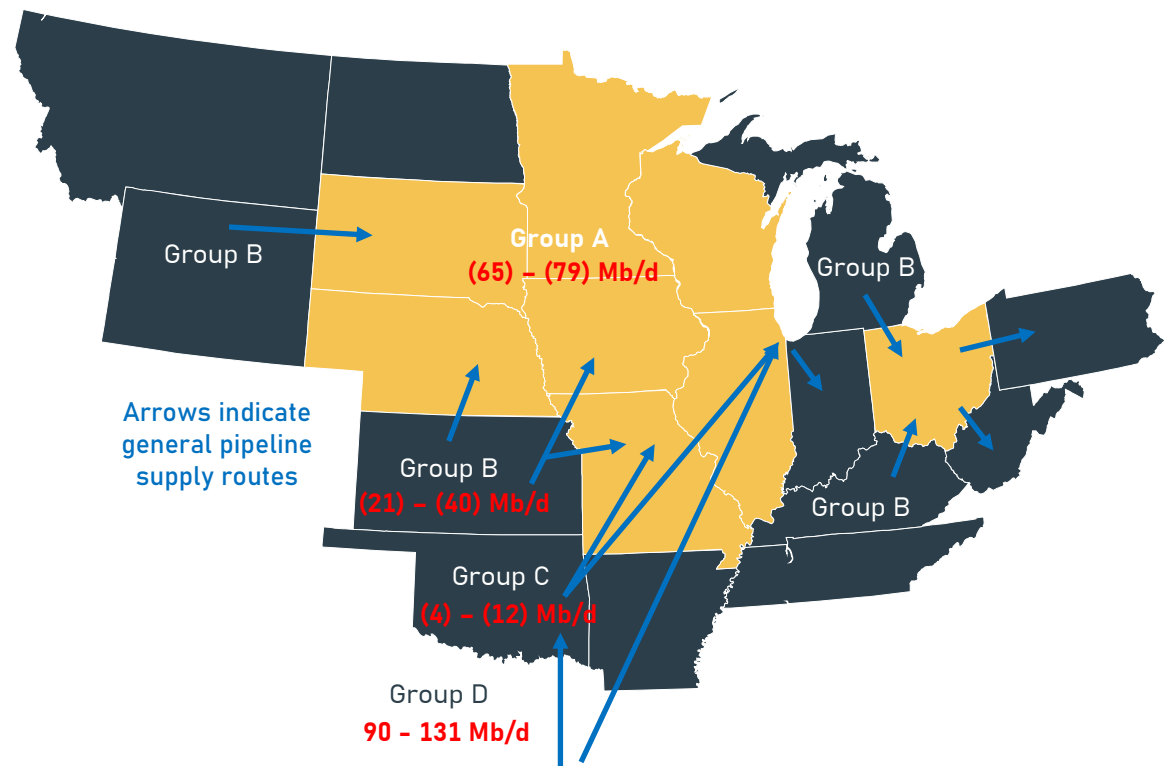 Group A
(65) – (79) Mb/d
Group B
Group B
Arrows indicate
general pipeline
supply routes
Group B
(21) – (40) Mb/d
Group B
Group C
(4) – (12) Mb/d
Group D
90 - 131 Mb/d